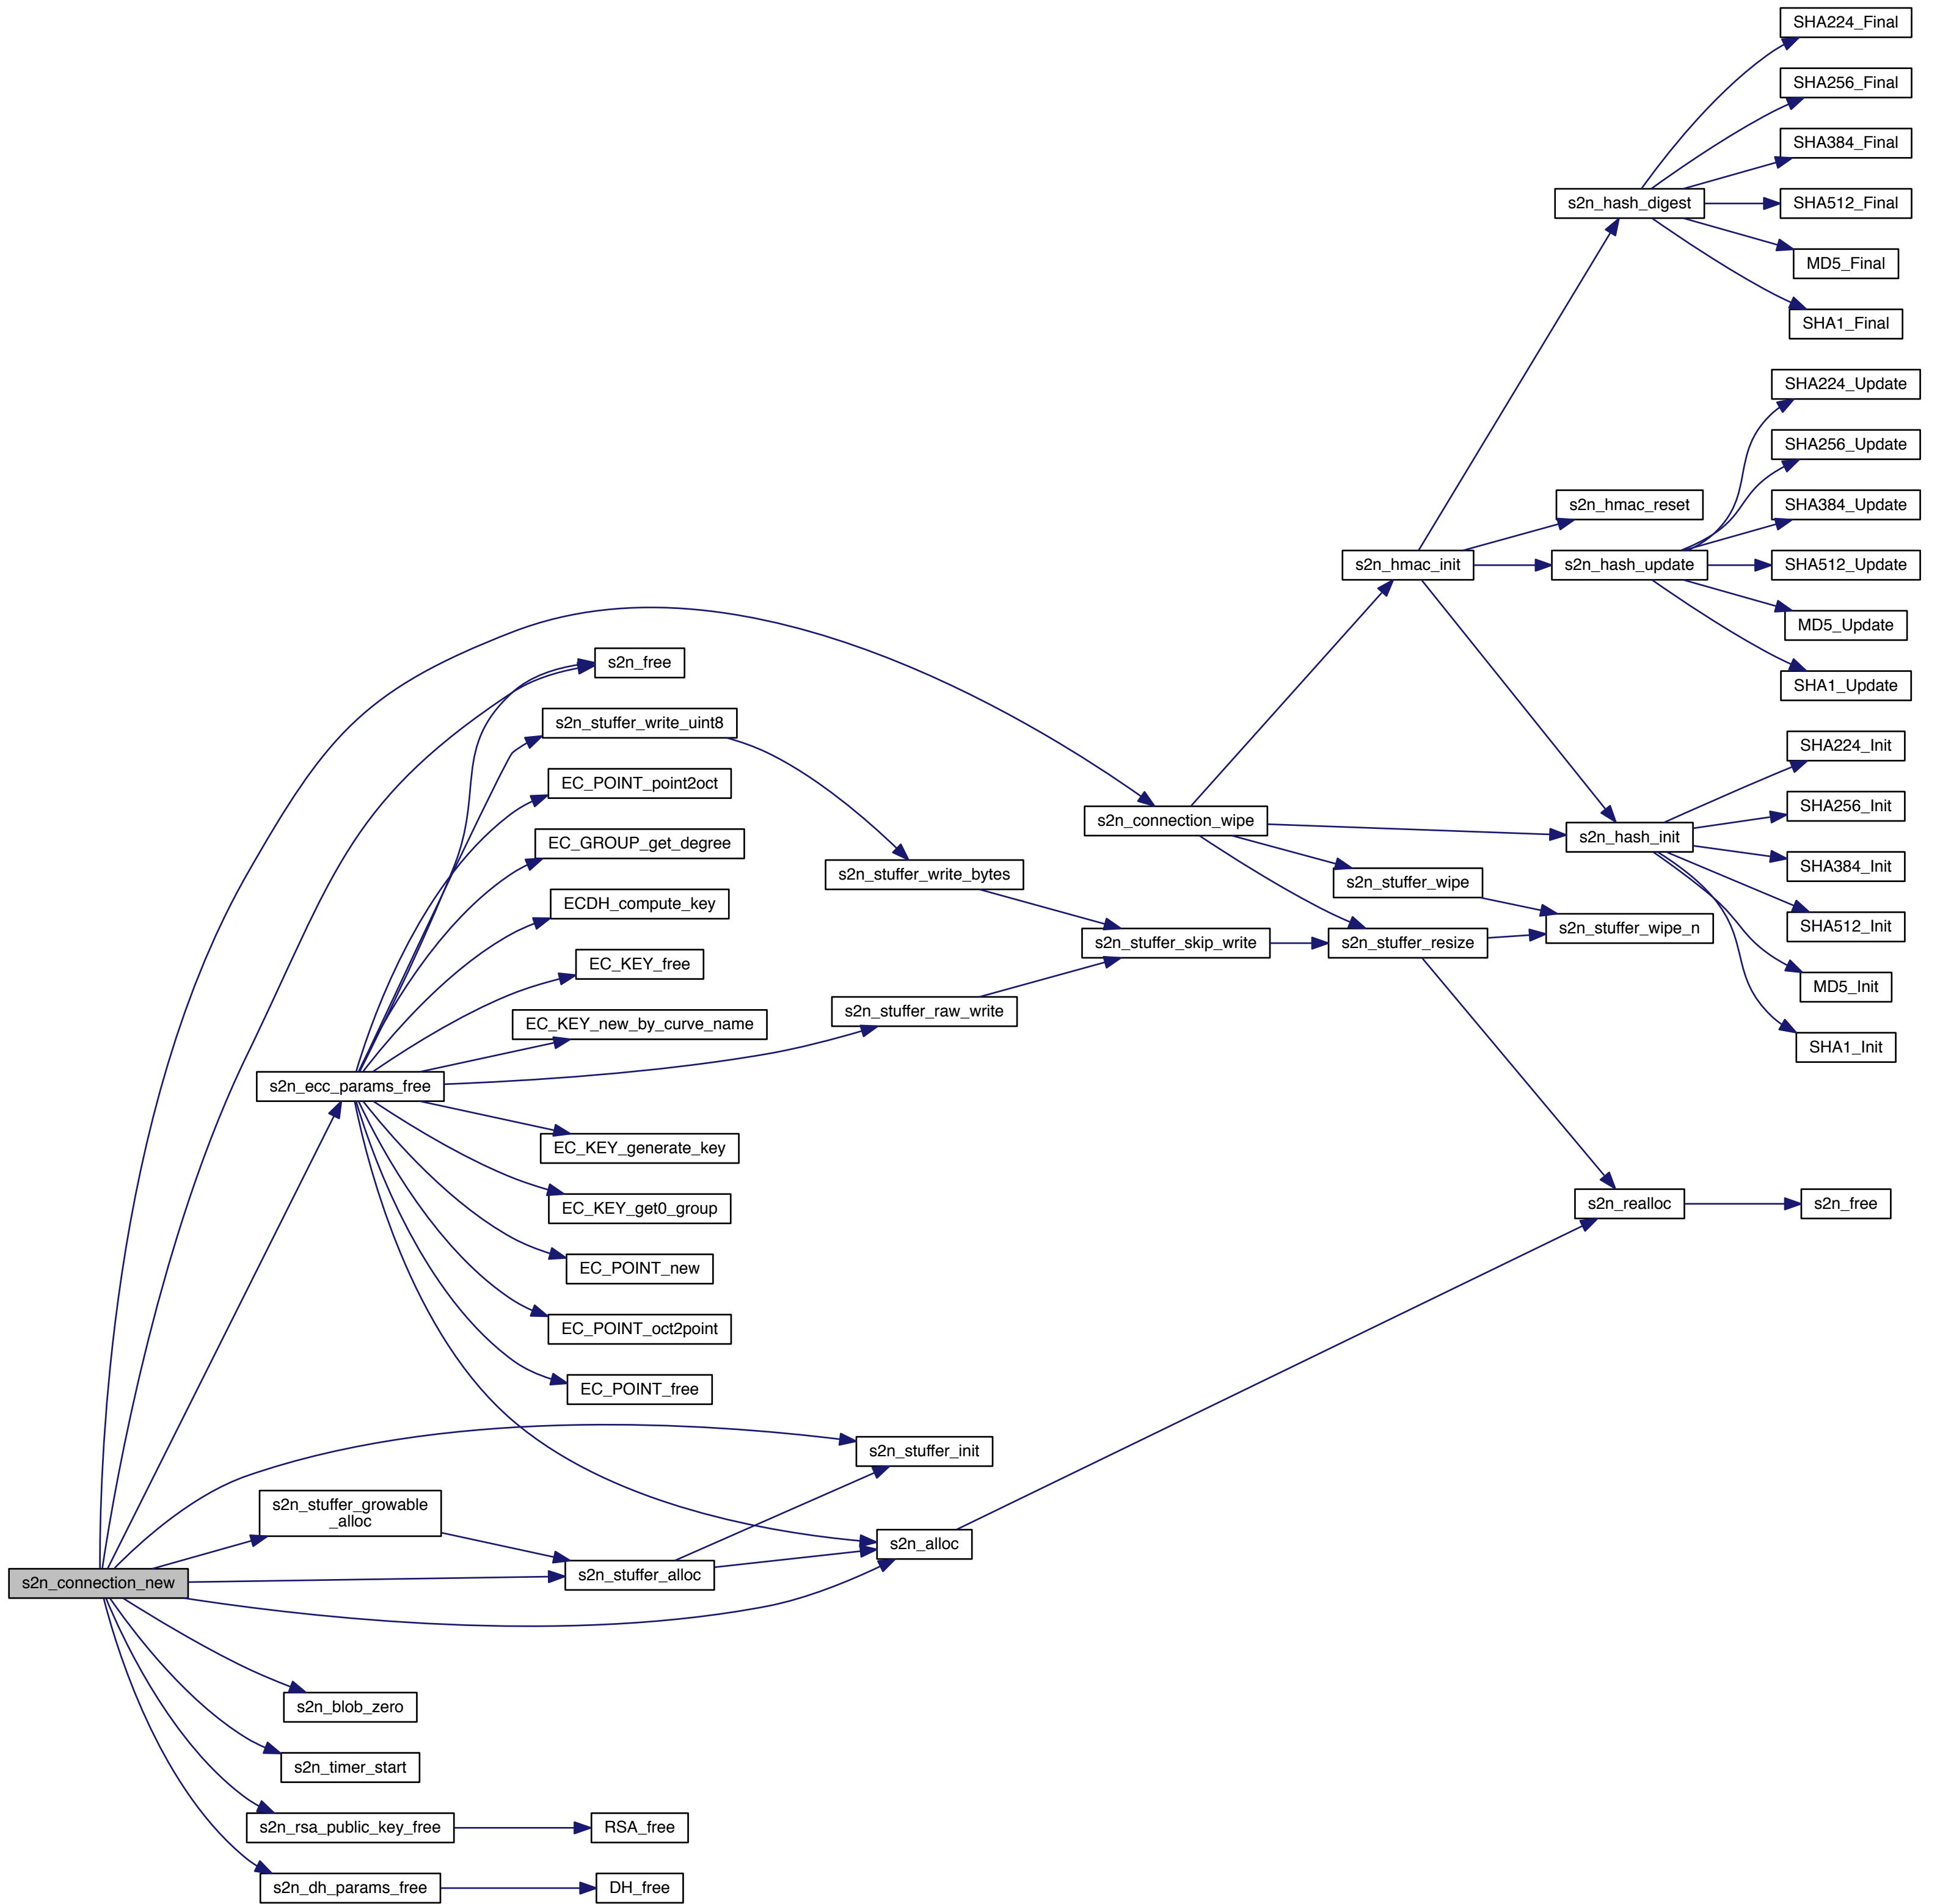 SHA224_Final
SHA256_Final
SHA384_Final
s2n_hash_digest
SHA512_Final
MD5_Final
SHA1_Final
SHA224_Update
SHA256_Update
s2n_hmac_reset
SHA384_Update
s2n_hmac_init
s2n_hash_update
SHA512_Update
MD5_Update
s2n_free
SHA1_Update
s2n_stuffer_write_uint8
SHA224_Init
EC_POINT_point2oct
SHA256_Init
s2n_connection_wipe
s2n_hash_init
EC_GROUP_get_degree
SHA384_Init
s2n_stuffer_write_bytes
s2n_stuffer_wipe
ECDH_compute_key
SHA512_Init
s2n_stuffer_wipe_n
s2n_stuffer_skip_write
s2n_stuffer_resize
EC_KEY_free
MD5_Init
s2n_stuffer_raw_write
EC_KEY_new_by_curve_name
SHA1_Init
s2n_ecc_params_free
EC_KEY_generate_key
s2n_realloc
s2n_free
EC_KEY_get0_group
EC_POINT_new
EC_POINT_oct2point
EC_POINT_free
s2n_stuffer_init
s2n_stuffer_growable
_alloc
s2n_alloc
s2n_connection_new
s2n_stuffer_alloc
s2n_blob_zero
s2n_timer_start
s2n_rsa_public_key_free
RSA_free
s2n_dh_params_free
DH_free